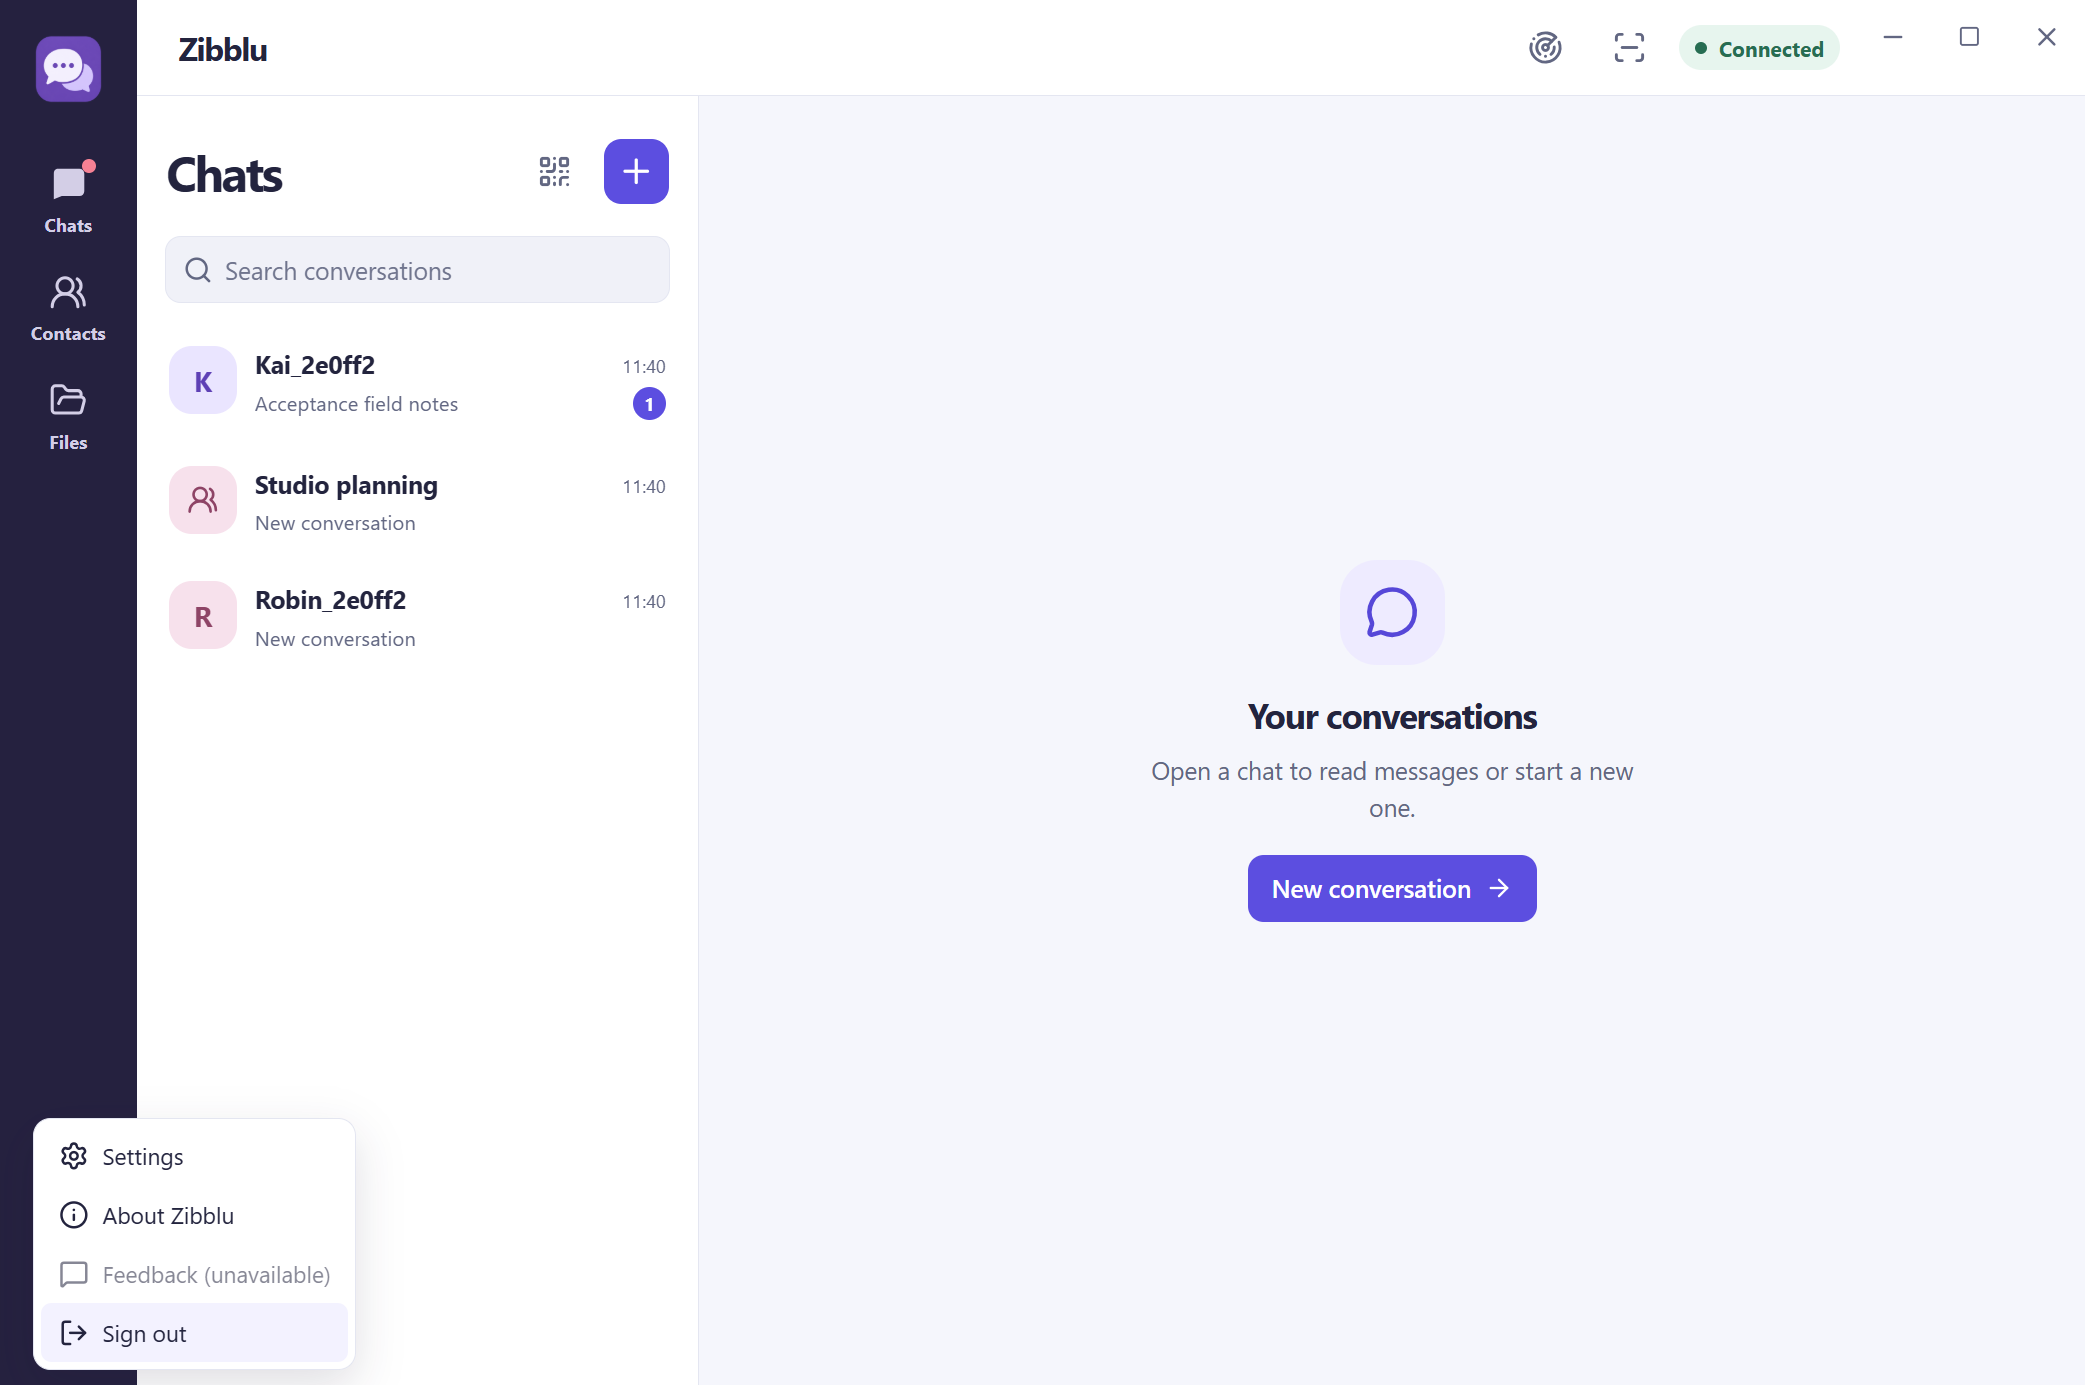 Zibblu
Connected
Chats
Contacts
Files
Chats
Search conversations
K
Kai_2e0ff2
11:40
Acceptance field notes
1
Studio planning
11:40
New conversation
R
Robin_2e0ff2
11:40
New conversation
Your conversations
Open a chat to read messages or start a new
one.
New conversation
Settings
About Zibblu
Feedback (unavailable)
Sign out